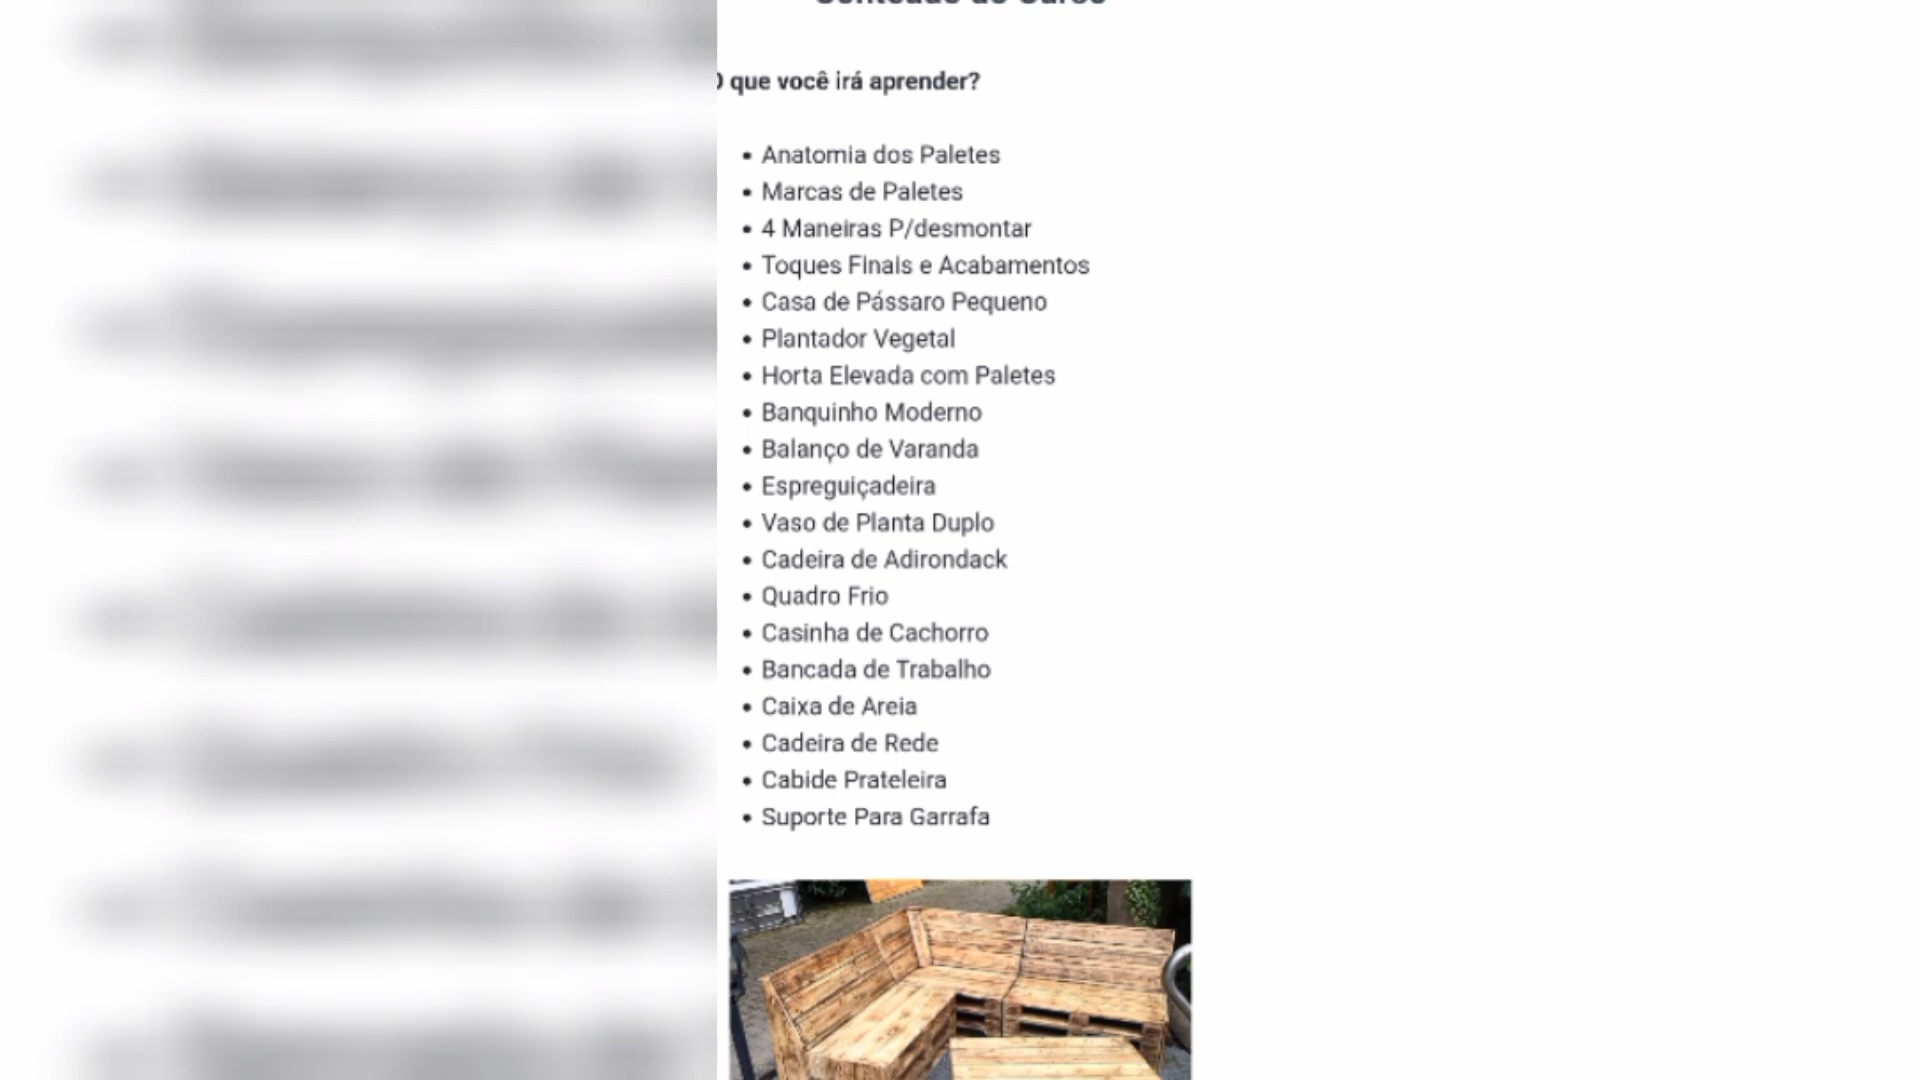 que você irá aprender?
• Anatomia dos Paletes
• Marcas de Paletes
• 4 Maneiras P/desmontar
• Toques Finais e Acabamentos
• Casa de Pássaro Pequeno
• Plantador Vegetal
• Horta Elevada com Paletes
• Banquinho Moderno
• Balanço de Varanda
• Espreguiçadeira
• Vaso de Planta Duplo
• Cadeira de Adirondack
• Quadro Frio
• Casinha de Cachorro
• Bancada de Trabalho
• Caixa de Areia
• Cadeira de Rede
• Cabide Prateleira
• Suporte Para Garrafa